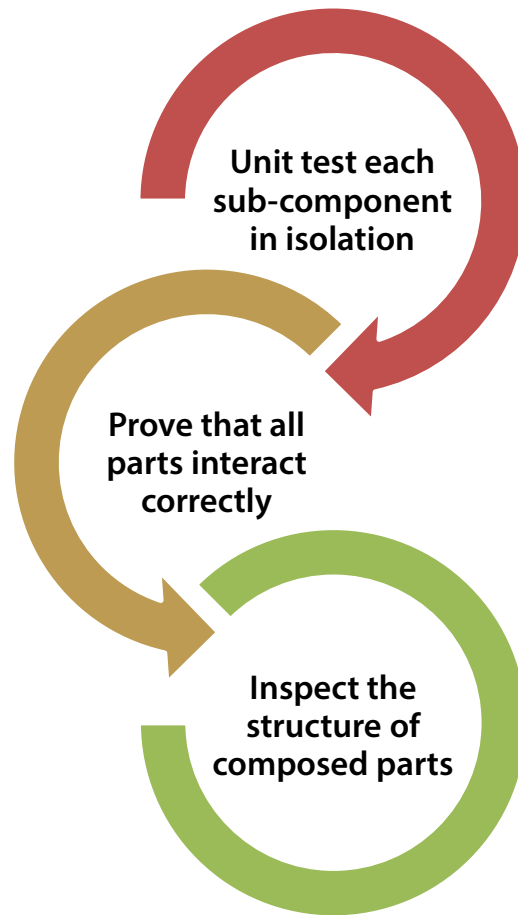 Unit test each
sub-component
in isolation
Prove that all
parts interact
correctly
Inspect the
structure of
composed parts